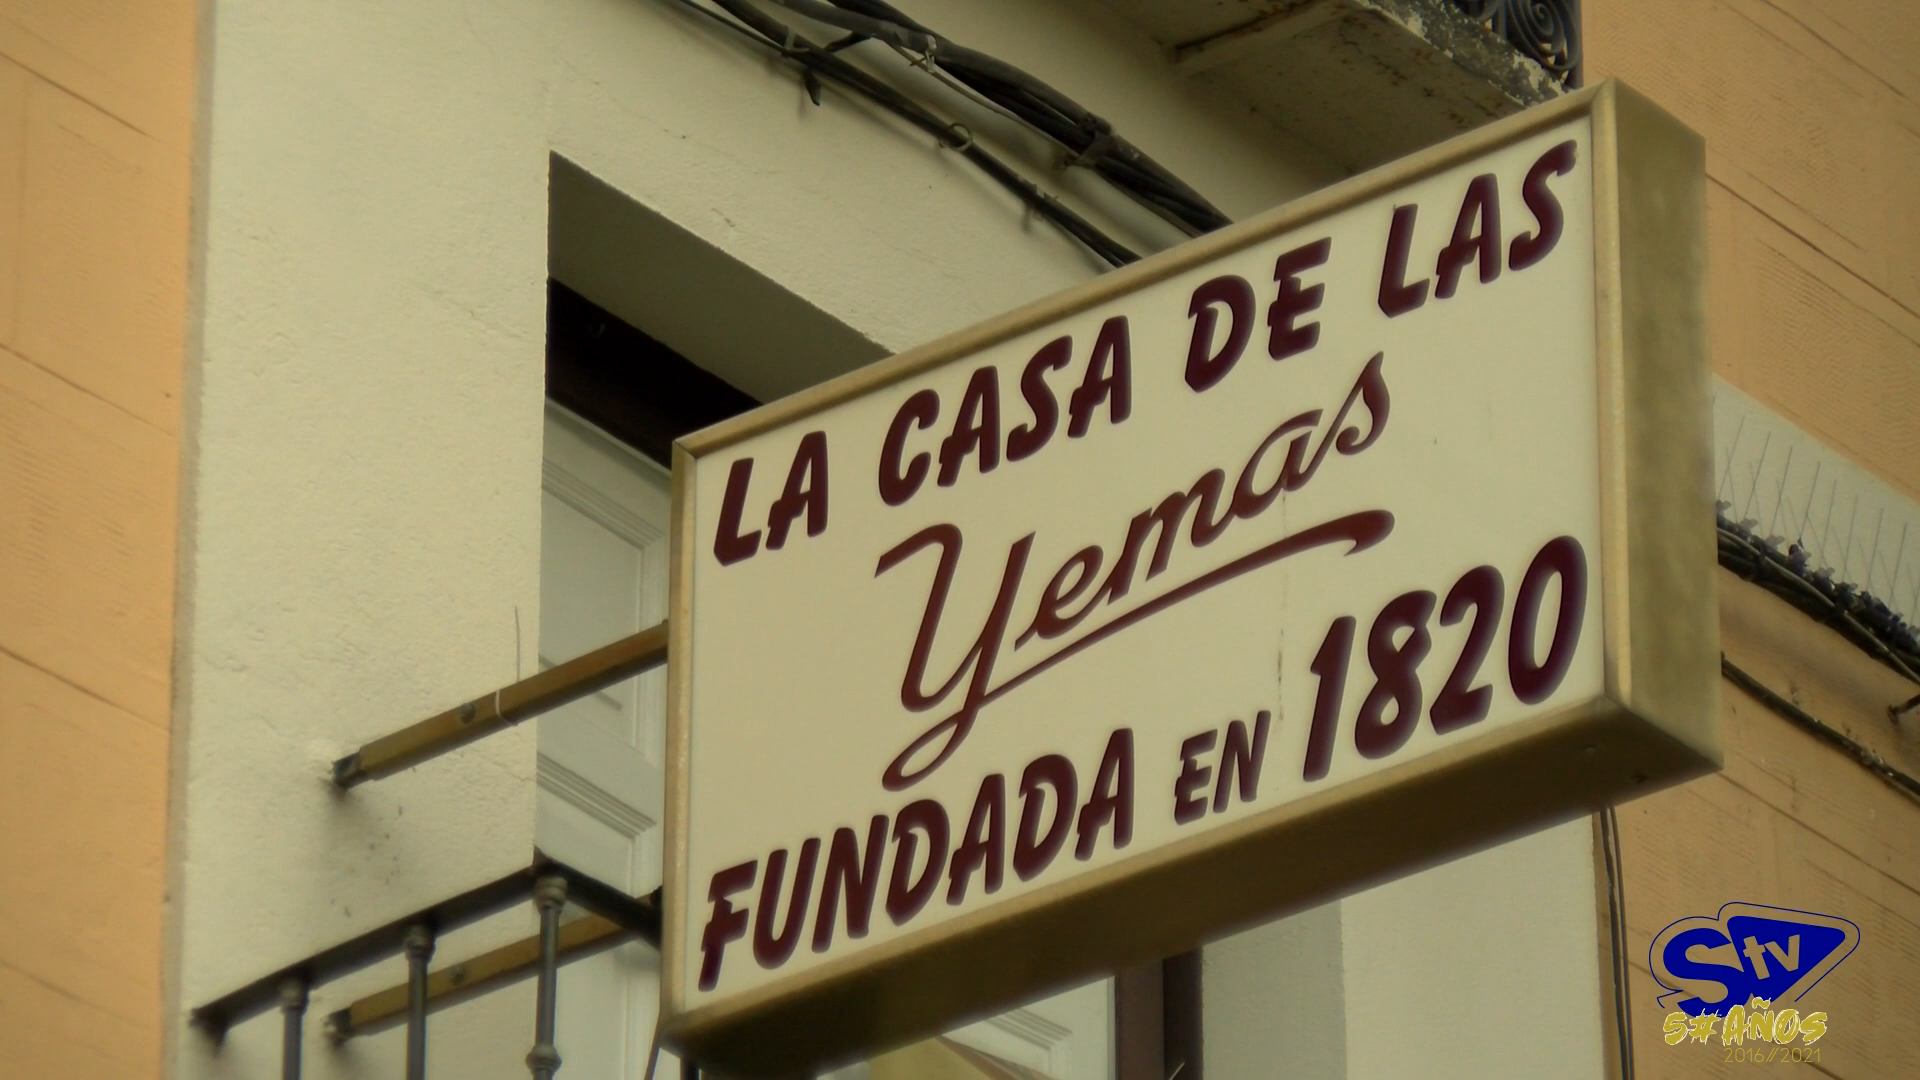 LA CASA DE LAS
Yemas
FUNDADA EN 1820
Stv
5#AÑOS
2016//2021